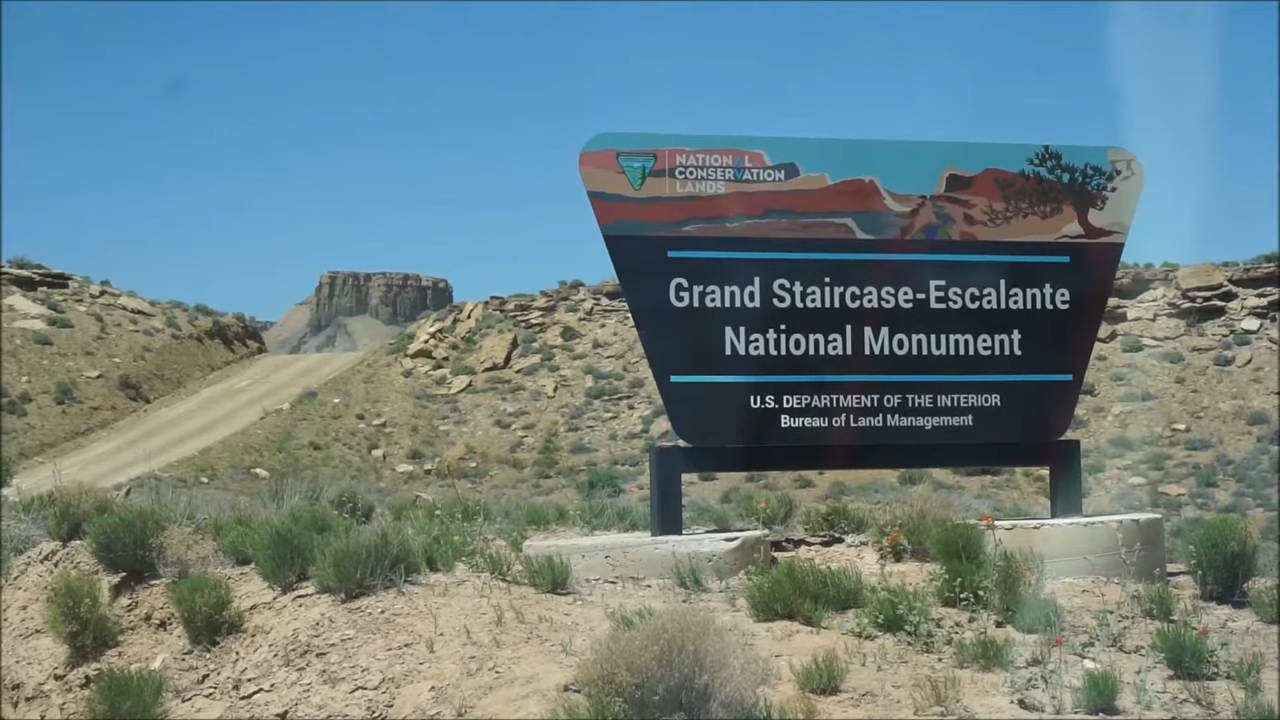 NATIONAL
CONSERVATION
LANDS
Grand Staircase-Escalante
National Monument
U.S. DEPARTMENT OF THE INTERIOR
Bureau of Land Management